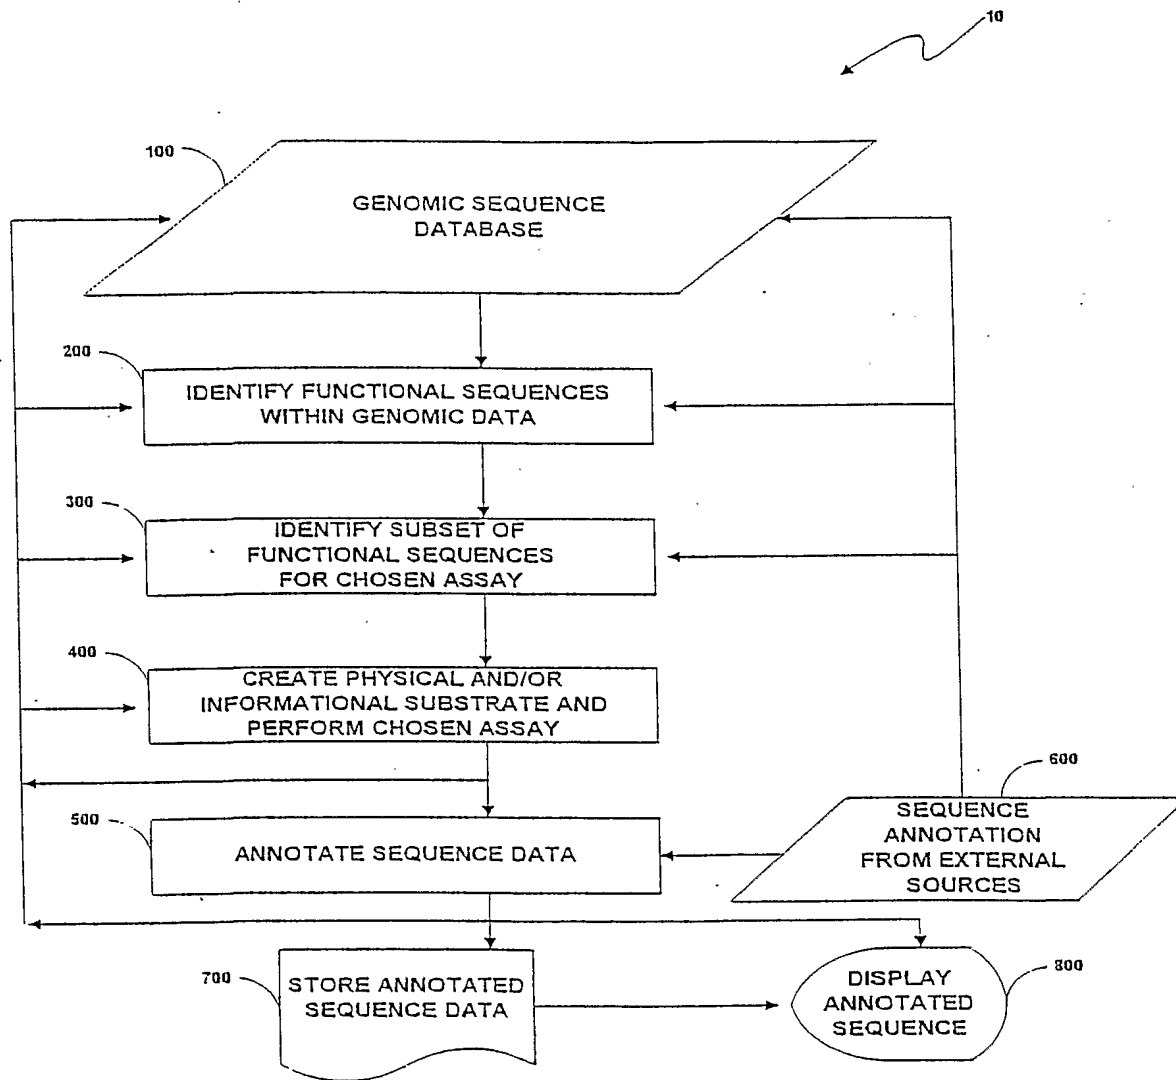 10
100
GENOMIC SEQUENCE
DATABASE
200
IDENTIFY FUNCTIONAL SEQUENCES
WITHIN GENOMIC DATA
300
IDENTIFY SUBSET OF
FUNCTIONAL SEQUENCES
FOR CHOSEN ASSAY
400
CREATE PHYSICAL AND/OR
INFORMATIONAL SUBSTRATE AND
PERFORM CHOSEN ASSAY
600
SEQUENCE
ANNOTATION
FROM EXTERNAL
SOURCES
500
ANNOTATE SEQUENCE DATA
700
STORE ANNOTATED
SEQUENCE DATA
800
DISPLAY
ANNOTATED
SEQUENCE